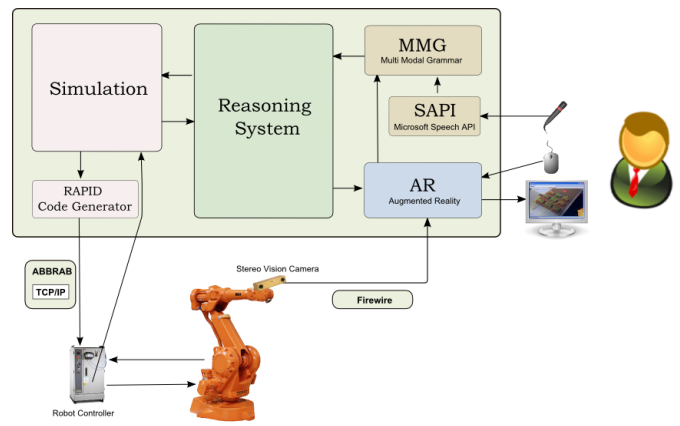 MMG
Multi Modal Grammar
Simulation
Reasoning
System
SAPI
Microsoft Speech API
RAPID
Code Generator
AR
Augmented Reality
ABBRAB
TCP/IP
Stereo Vision Camera
Firewire
Robot Controller